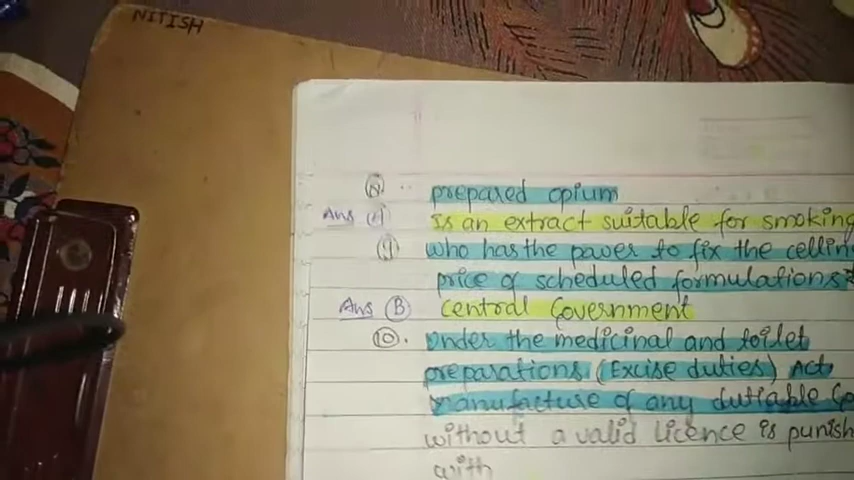 NITISH
(8). prepared opium
Ans (A) is an extract suitable for smoking
(9) who has the power to fix the celling
price of scheduled formulations
Ans (B) Central Government
(10). Under the medicinal and toilet
preparations (Excise duties) Act
manufacture of any dutiable
without a valid licence is punish
with